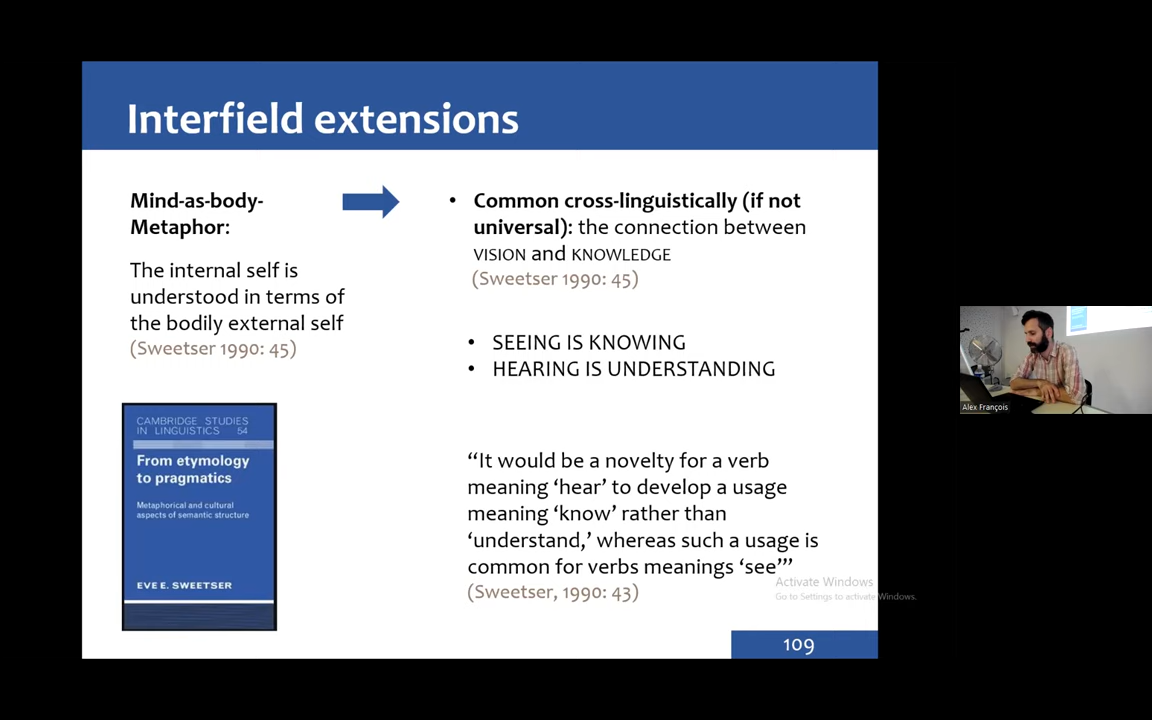 Interfield extensions
Mind-as-body-
Metaphor:
The internal self is
understood in terms of
the bodily external self
(Sweetser 1990: 45)
CAMBRIDGE STUDIES
IN LINGUISTICS 54
From etymology
to pragmatics
Metaphorical and cultural
aspects of semantic structure
EVE E. SWEETSER
• Common cross-linguistically (if not
universal): the connection between
VISION and KNOWLEDGE
(Sweetser 1990: 45)
• SEEING IS KNOWING
• HEARING IS UNDERSTANDING
“It would be a novelty for a verb
meaning ‘hear’ to develop a usage
meaning ‘know’ rather than
‘understand,’ whereas such a usage is
common for verbs meanings ‘see’”
(Sweetser, 1990: 43)
Activate Windows
Go to Settings to activate Windows.
109
Alex François